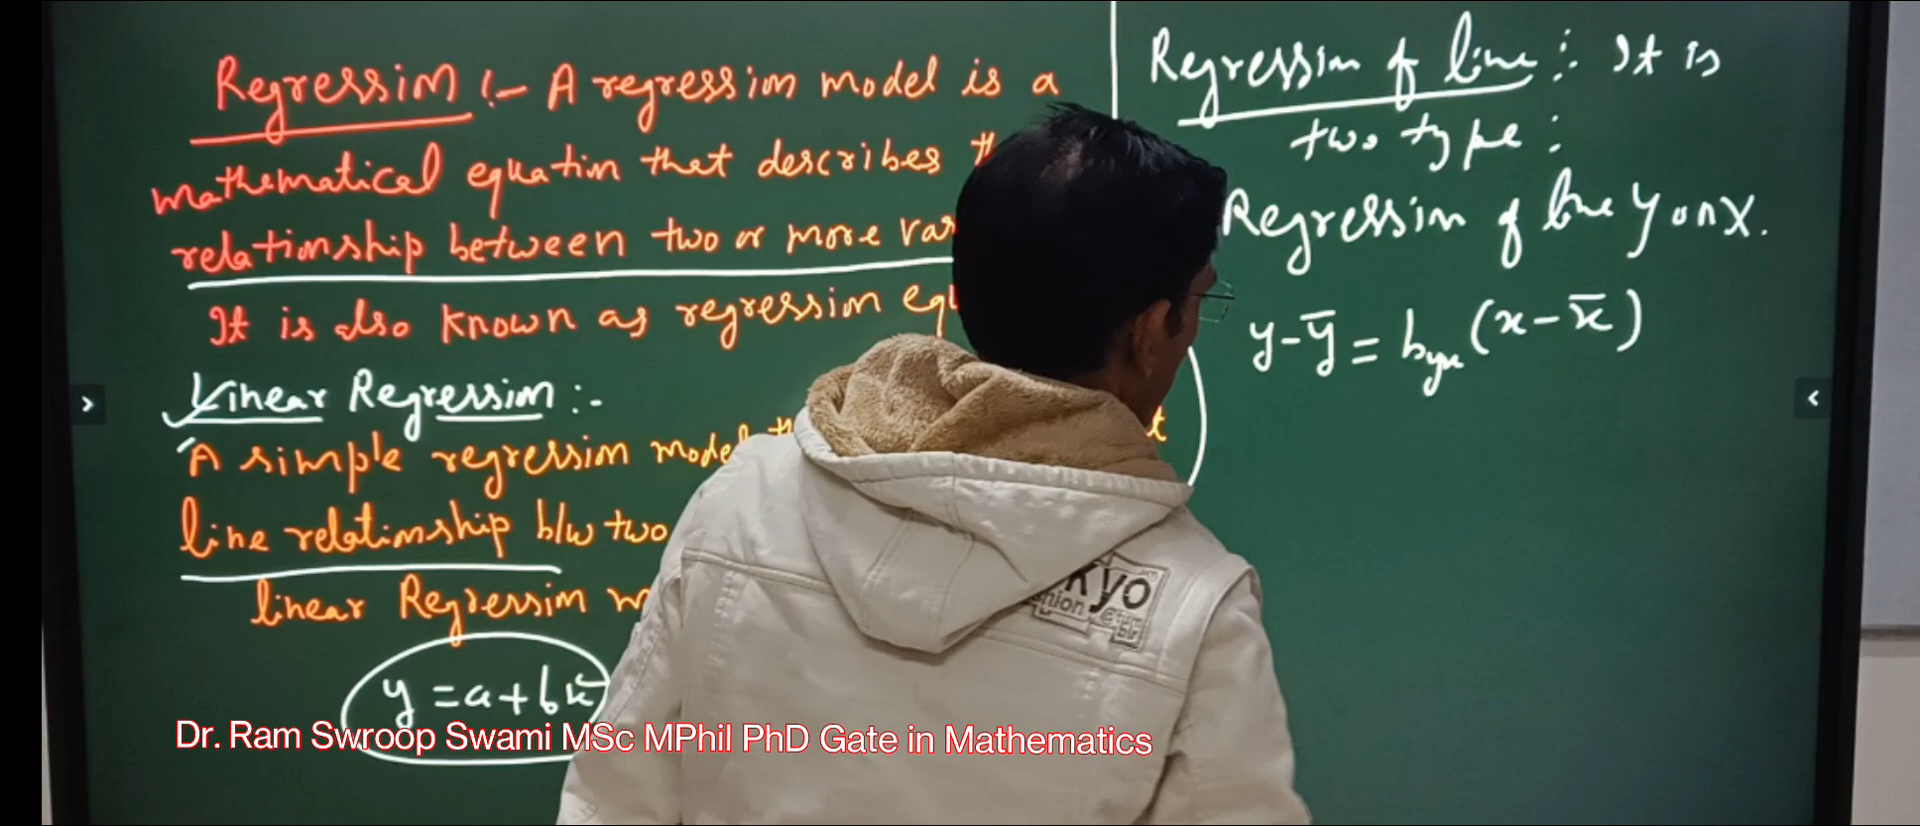 Regression :- A regression model is a
mathematical equation that describes
relationship between two or more
It is also known as regression
Linear Regression :-
A simple regression
line relationship b/w two
linear Regression
y = a + bx
Regression of line : It is
two type :
Regression of line y on x.
y - ȳ = byx (x - x̄)
kyo
Dr. Ram Swroop Swami MSc MPhil PhD Gate in Mathematics